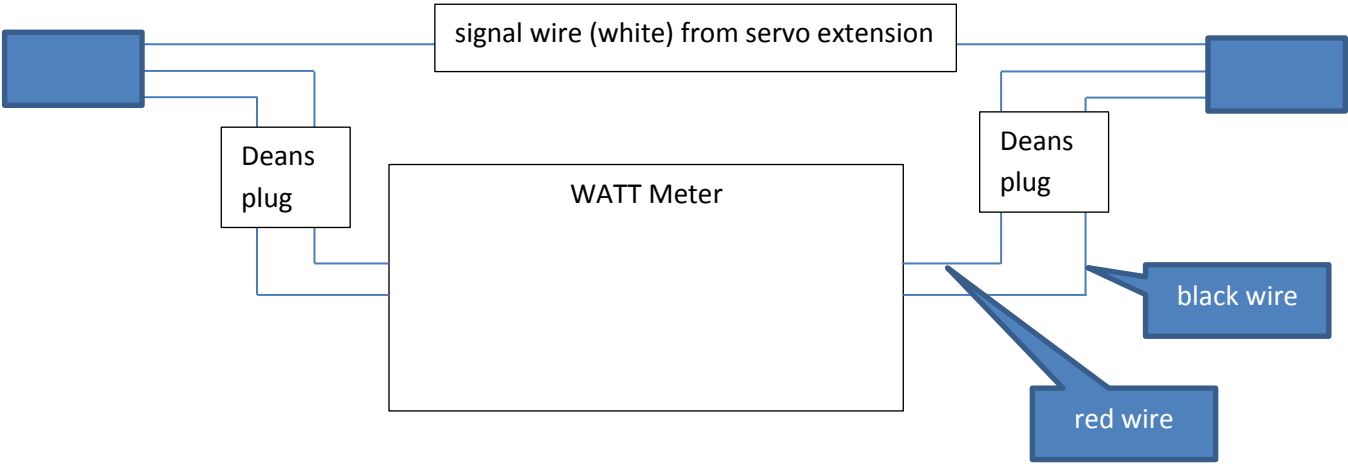 signal wire (white) from servo extension
Deans
plug
Deans
plug
WATT Meter
black wire
red wire